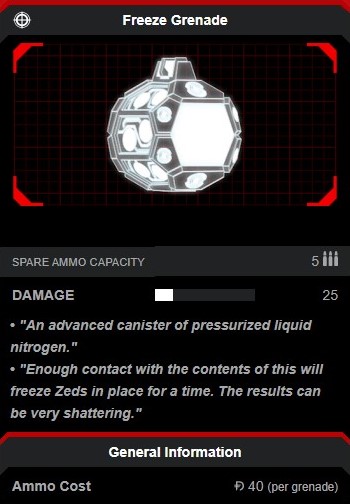 Freeze Grenade
SPARE AMMO CAPACITY 5
DAMAGE 25
• "An advanced canister of pressurized liquid
nitrogen."
• "Enough contact with the contents of this will
freeze Zeds in place for a time. The results can
be very shattering."
General Information
Ammo Cost 40 (per grenade)